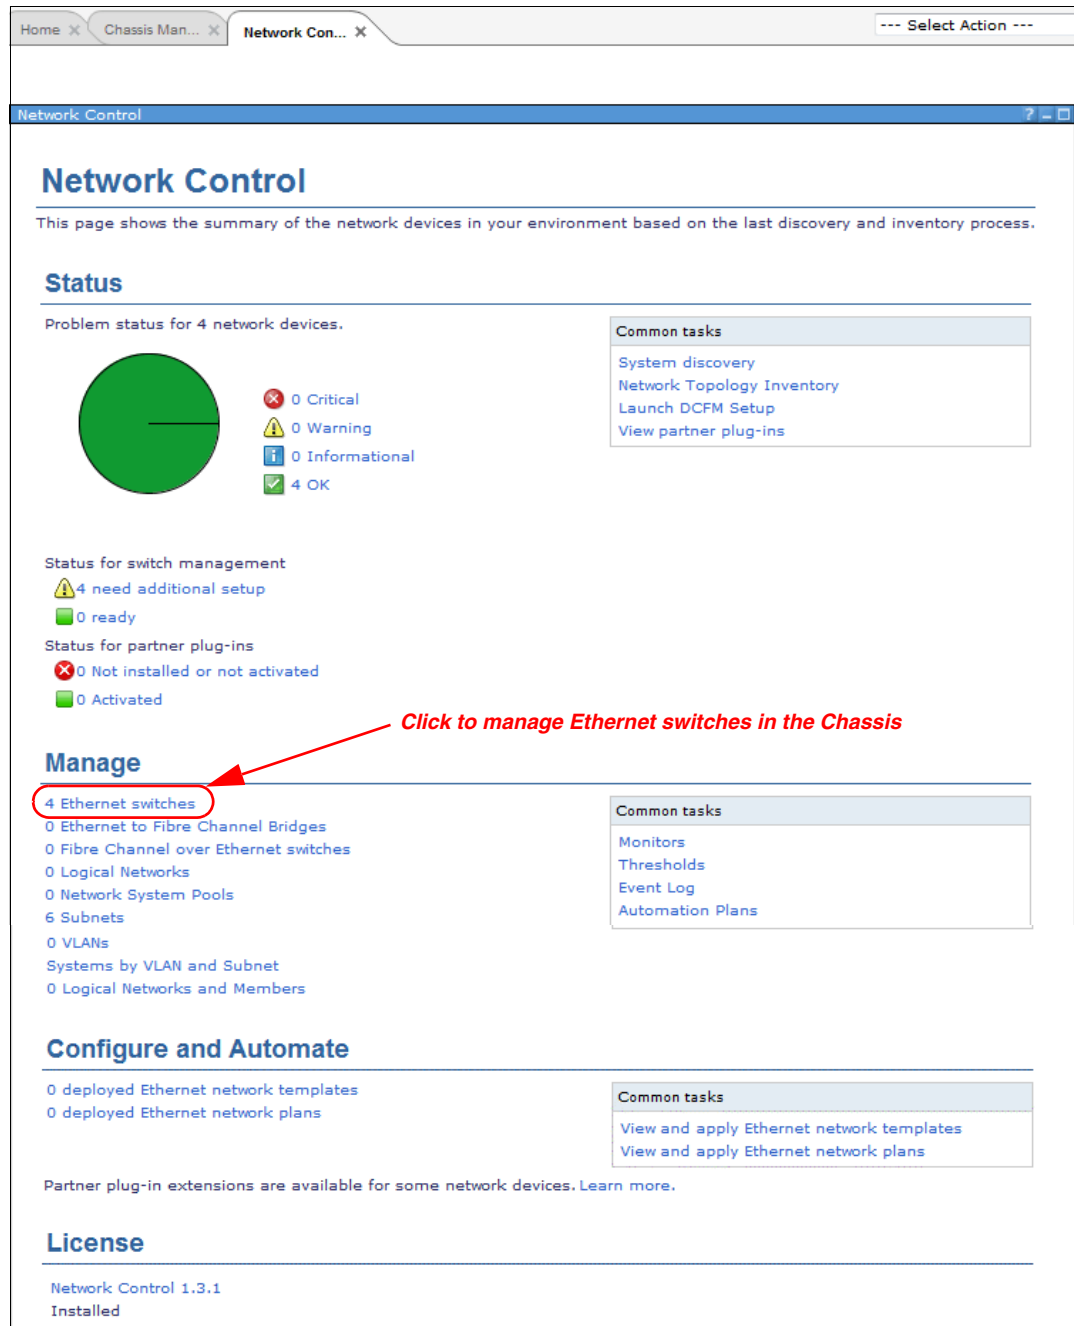 Home
Chassis Man...
Network Con...
--- Select Action ---
Network Control
Network Control
This page shows the summary of the network devices in your environment based on the last discovery and inventory process.
Status
Problem status for 4 network devices.
0 Critical
0 Warning
0 Informational
4 OK
Common tasks
System discovery
Network Topology Inventory
Launch DCFM Setup
View partner plug-ins
Status for switch management
4 need additional setup
0 ready
Status for partner plug-ins
0 Not installed or not activated
0 Activated
Click to manage Ethernet switches in the Chassis
Manage
4 Ethernet switches
0 Ethernet to Fibre Channel Bridges
0 Fibre Channel over Ethernet switches
0 Logical Networks
0 Network System Pools
6 Subnets
0 VLANs
Systems by VLAN and Subnet
0 Logical Networks and Members
Common tasks
Monitors
Thresholds
Event Log
Automation Plans
Configure and Automate
0 deployed Ethernet network templates
0 deployed Ethernet network plans
Common tasks
View and apply Ethernet network templates
View and apply Ethernet network plans
Partner plug-in extensions are available for some network devices. Learn more.
License
Network Control 1.3.1
Installed